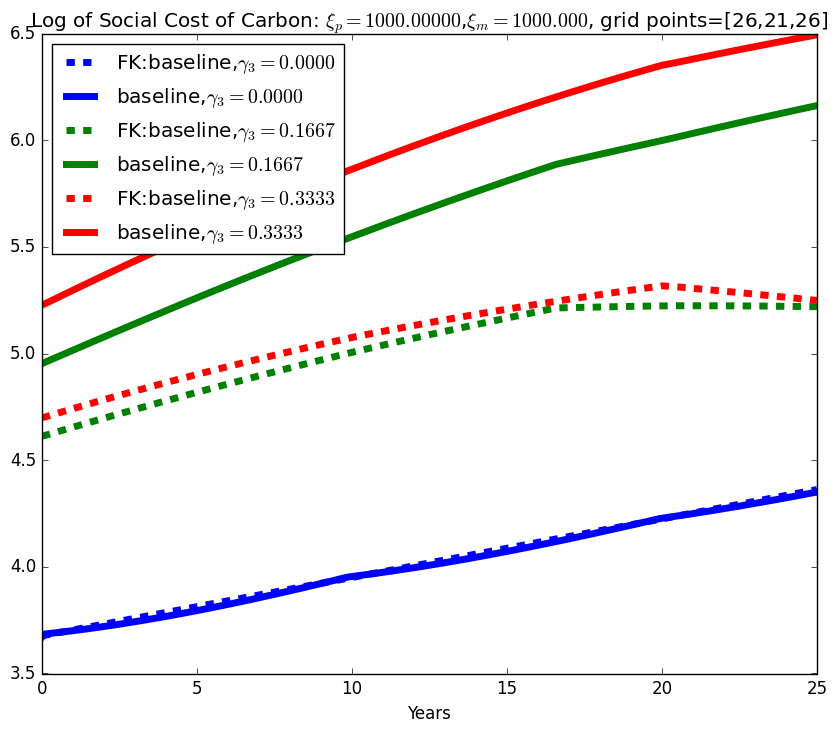 Log of Social Cost of Carbon: ξp = 1000.00000,ξm = 1000.000, grid points=[26,21,26]
FK:baseline,γ3 = 0.0000
baseline,γ3 = 0.0000
FK:baseline,γ3 = 0.1667
baseline,γ3 = 0.1667
FK:baseline,γ3 = 0.3333
baseline,γ3 = 0.3333
6.5
6.0
5.5
5.0
4.5
4.0
3.5
0 5 10 15 20 25
Years